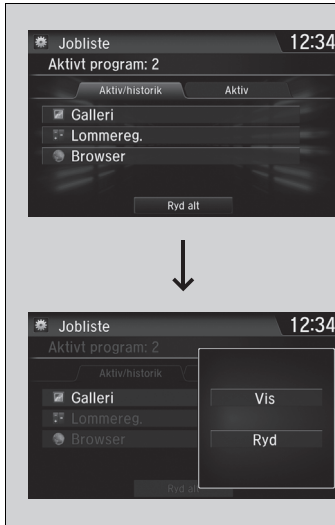 Jobliste 12:34
Aktivt program: 2
Aktiv/historik Aktiv
Galleri
Lommereg.
Browser
Ryd alt
Jobliste 12:34
Aktivt program: 2
Aktiv/historik
Galleri
Vis
Lommereg.
Browser
Ryd
Ryd alt